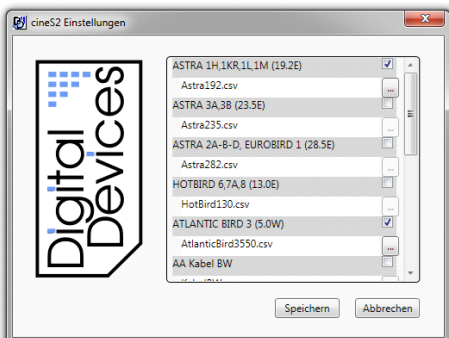 cineS2 Einstellungen
Digital
Devices
ASTRA 1H,1KR,1L,1M (19.2E)
Astra192.csv
...
ASTRA 3A,3B (23.5E)
Astra235.csv
...
ASTRA 2A-B-D, EUROBIRD 1 (28.5E)
Astra282.csv
...
HOTBIRD 6,7A,8 (13.0E)
HotBird130.csv
...
ATLANTIC BIRD 3 (5.0W)
AtlanticBird3550.csv
...
AA Kabel BW
Speichern
Abbrechen